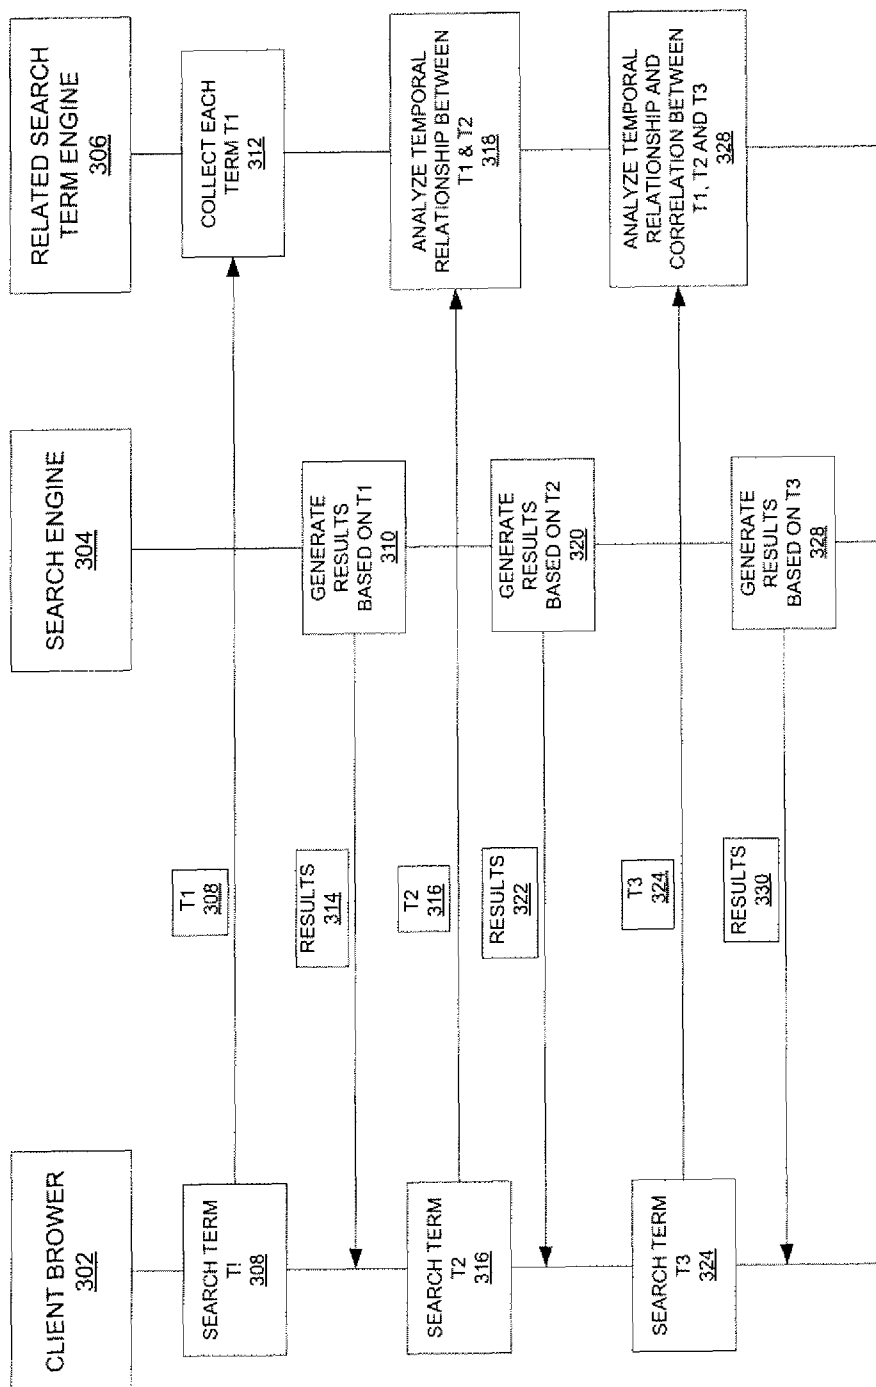 CLIENT BROWER
302
SEARCH ENGINE
304
RELATED SEARCH
TERM ENGINE
306
SEARCH TERM
T!
308
T1
308
COLLECT EACH
TERM T1
312
GENERATE
RESULTS
BASED ON T1
310
RESULTS
314
SEARCH TERM
T2
316
T2
316
ANALYZE TEMPORAL
RELATIONSHIP BETWEEN
T1 & T2
318
GENERATE
RESULTS
BASED ON T2
320
RESULTS
322
SEARCH TERM
T3
324
T3
324
ANALYZE TEMPORAL
RELATIONSHIP AND
CORRELATION BETWEEN
T1, T2 AND T3
328
GENERATE
RESULTS
BASED ON T3
328
RESULTS
330